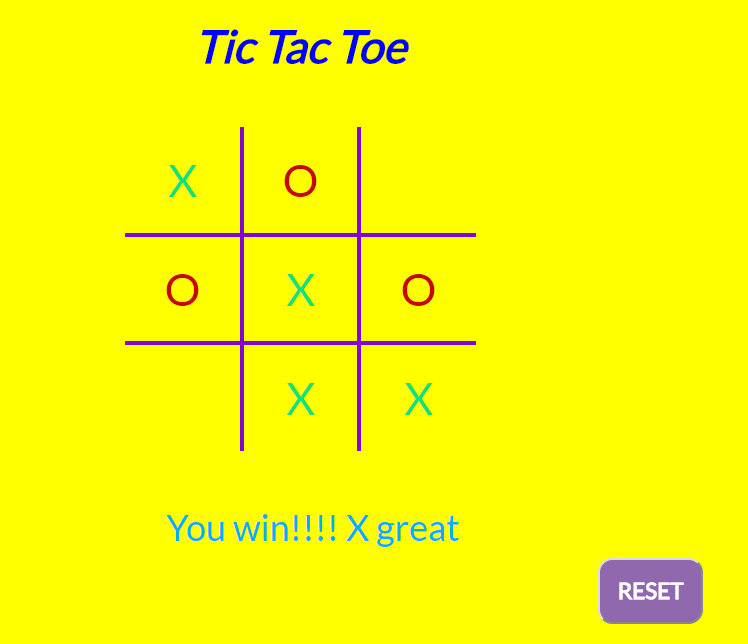 Tic Tac Toe
X O
O X O
X X
You win!!!! X great
RESET